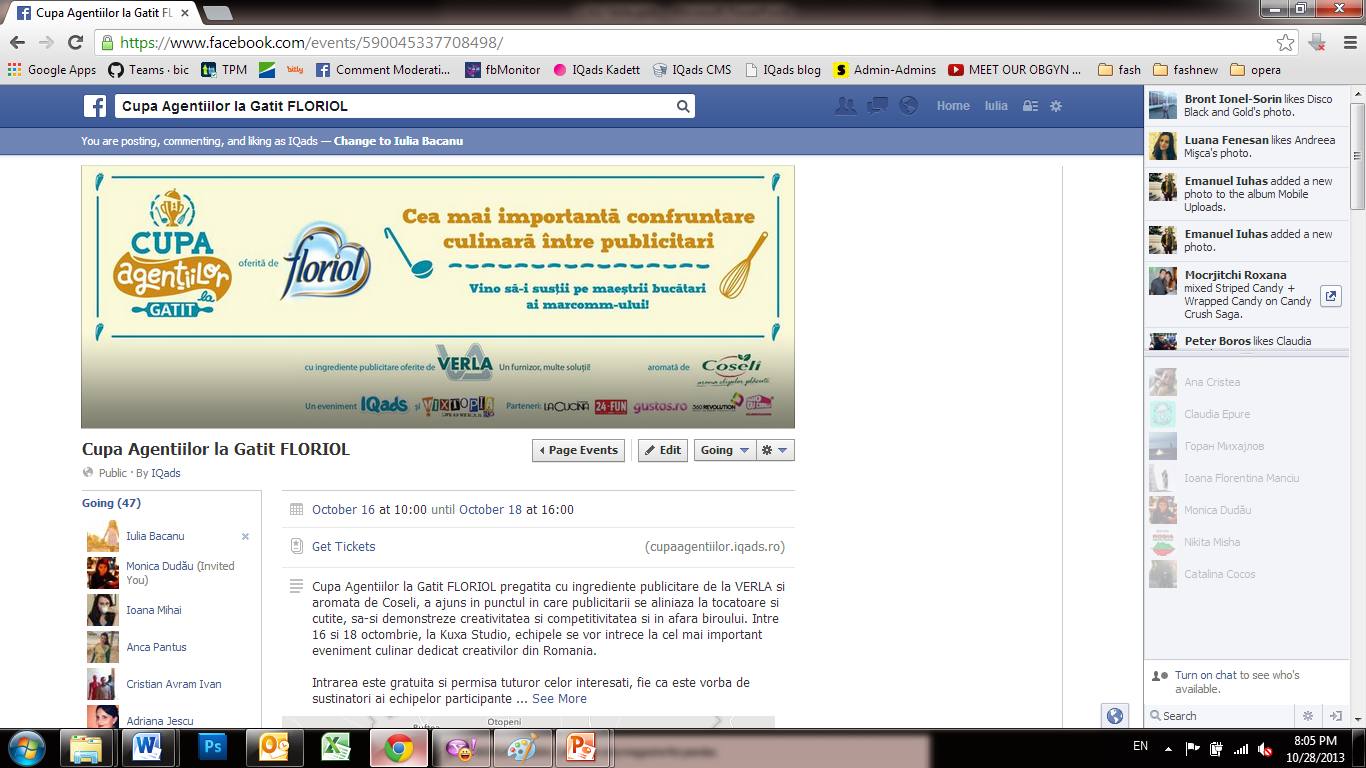 Cupa Agentiilor la Gatit FL
https://www.facebook.com/events/590045337708498/
Google Apps
Teams · bic
TPM
bitly
Comment Moderati...
fbMonitor
IQads Kadett
IQads CMS
IQads blog
Admin-Admins
MEET OUR OBGYN ...
fash
fashnew
opera
Cupa Agentiilor la Gatit FLORIOL
Home
Iulia
You are posting, commenting, and liking as IQads — Change to Iulia Bacanu
CUPA
agențiilor
la
GATIT
oferită de
floriol
Cea mai importantă confruntare
culinară între publicitari
Vino să-i susții pe maeștrii bucătari
ai marcomm-ului!
cu ingrediente publicitare oferite de VERLA Un furnizor, multe soluții!
aromată de Coseli
aroma clipelor plăcute
Un eveniment IQads și VIXTOPIA
Parteneri: LA CUCINA 24-FUN gustos.ro 360 REVOLUTION
Cupa Agentiilor la Gatit FLORIOL
Page Events
Edit
Going
Public · By IQads
Going (47)
Iulia Bacanu
Monica Dudău (Invited
You)
Ioana Mihai
Anca Pantus
Cristian Avram Ivan
Adriana Jescu
October 16 at 10:00 until October 18 at 16:00
Get Tickets
(cupaagentiilor.iqads.ro)
Cupa Agentiilor la Gatit FLORIOL pregatita cu ingrediente publicitare de la VERLA si
aromata de Coseli, a ajuns in punctul in care publicitarii se aliniaza la tocatoare si
cutite, sa-si demonstreze creativitatea si competitivitatea si in afara biroului. Intre
16 si 18 octombrie, la Kuxa Studio, echipele se vor intrece la cel mai important
eveniment culinar dedicat creativilor din Romania.
Intrarea este gratuita si permisa tuturor celor interesati, fie ca este vorba de
sustinatori ai echipelor participante ... See More
Buftea
Otopeni
Bront Ionel-Sorin likes Disco
Black and Gold's photo.
Luana Fenesan likes Andreea
Mișca's photo.
Emanuel Iuhas added a new
photo to the album Mobile
Uploads.
Emanuel Iuhas added a new
photo.
Mocrjitchi Roxana
mixed Striped Candy +
Wrapped Candy on Candy
Crush Saga.
Peter Boros likes Claudia
Ana Cristea
Claudia Epure
Горан Михајлов
Ioana Florentina Manciu
Monica Dudău
Nikita Misha
Catalina Cocos
Turn on chat to see who's
available.
Search
EN
8:05 PM
10/28/2013